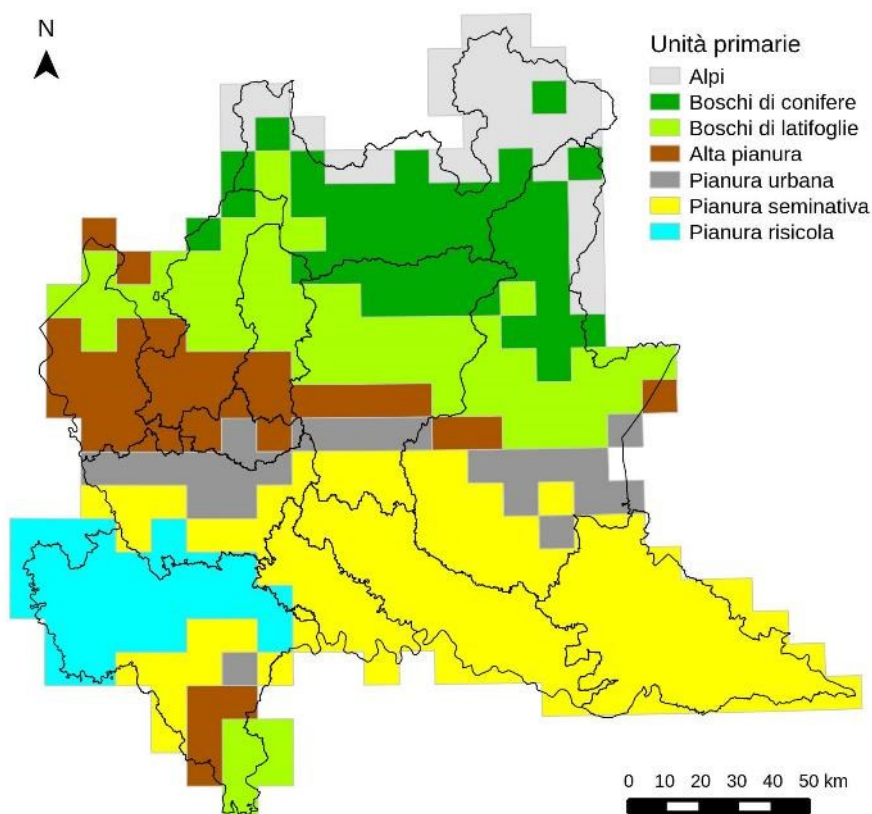 N
Unità primarie
Alpi
Boschi di conifere
Boschi di latifoglie
Alta pianura
Pianura urbana
Pianura seminativa
Pianura risicola
0 10 20 30 40 50 km